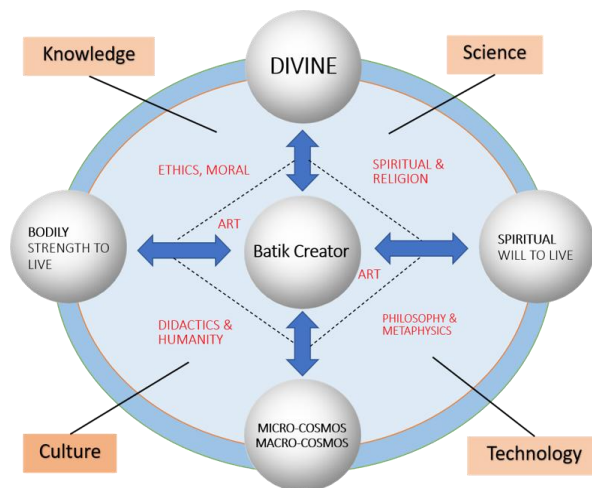 Knowledge
DIVINE
Science
ETHICS, MORAL
SPIRITUAL &
RELIGION
BODILY
STRENGTH TO
LIVE
ART
Batik Creator
ART
SPIRITUAL
WILL TO LIVE
DIDACTICS &
HUMANITY
PHILOSOPHY &
METAPHYSICS
MICRO-COSMOS
MACRO-COSMOS
Culture
Technology